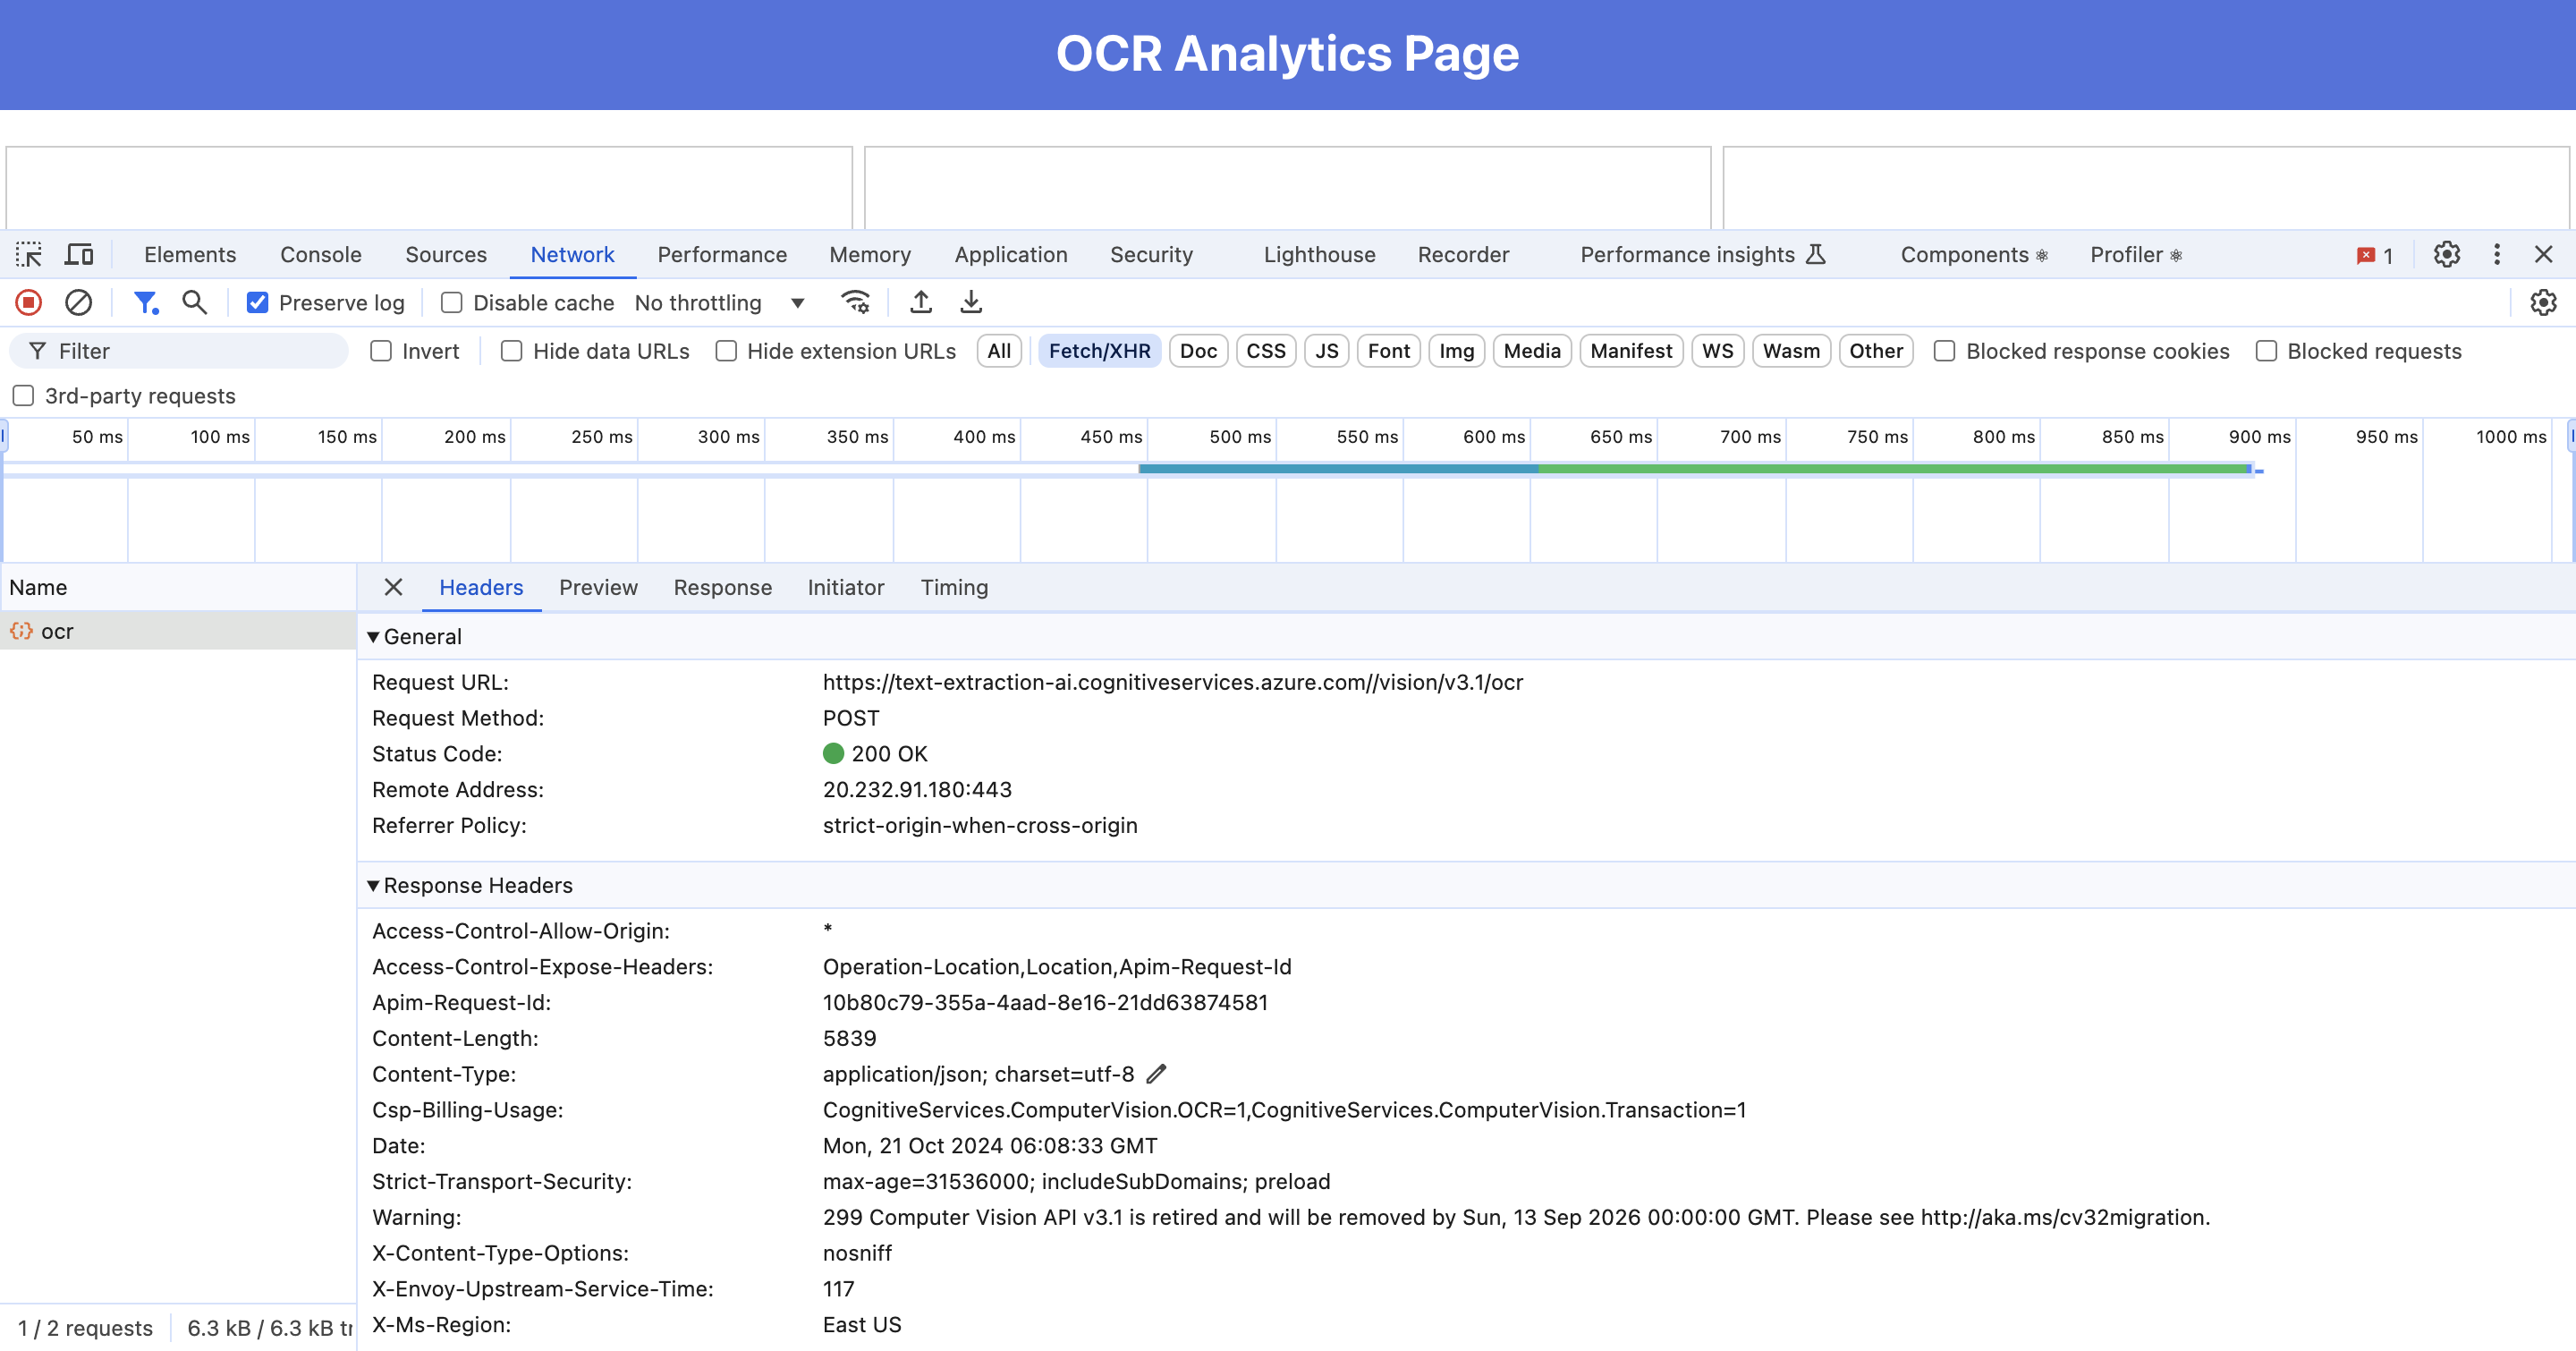 OCR Analytics Page
Elements Console Sources Network Performance Memory Application Security Lighthouse Recorder Performance insights Components Profiler 1
Preserve log Disable cache No throttling
Filter Invert Hide data URLs Hide extension URLs All Fetch/XHR Doc CSS JS Font Img Media Manifest WS Wasm Other Blocked response cookies Blocked requests
3rd-party requests
50 ms 100 ms 150 ms 200 ms 250 ms 300 ms 350 ms 400 ms 450 ms 500 ms 550 ms 600 ms 650 ms 700 ms 750 ms 800 ms 850 ms 900 ms 950 ms 1000 ms
Name Headers Preview Response Initiator Timing
ocr
General
Request URL: https://text-extraction-ai.cognitiveservices.azure.com//vision/v3.1/ocr
Request Method: POST
Status Code: 200 OK
Remote Address: 20.232.91.180:443
Referrer Policy: strict-origin-when-cross-origin
Response Headers
Access-Control-Allow-Origin: *
Access-Control-Expose-Headers: Operation-Location,Location,Apim-Request-Id
Apim-Request-Id: 10b80c79-355a-4aad-8e16-21dd63874581
Content-Length: 5839
Content-Type: application/json; charset=utf-8
Csp-Billing-Usage: CognitiveServices.ComputerVision.OCR=1,CognitiveServices.ComputerVision.Transaction=1
Date: Mon, 21 Oct 2024 06:08:33 GMT
Strict-Transport-Security: max-age=31536000; includeSubDomains; preload
Warning: 299 Computer Vision API v3.1 is retired and will be removed by Sun, 13 Sep 2026 00:00:00 GMT. Please see http://aka.ms/cv32migration.
X-Content-Type-Options: nosniff
X-Envoy-Upstream-Service-Time: 117
1 / 2 requests 6.3 kB / 6.3 kB tr X-Ms-Region: East US